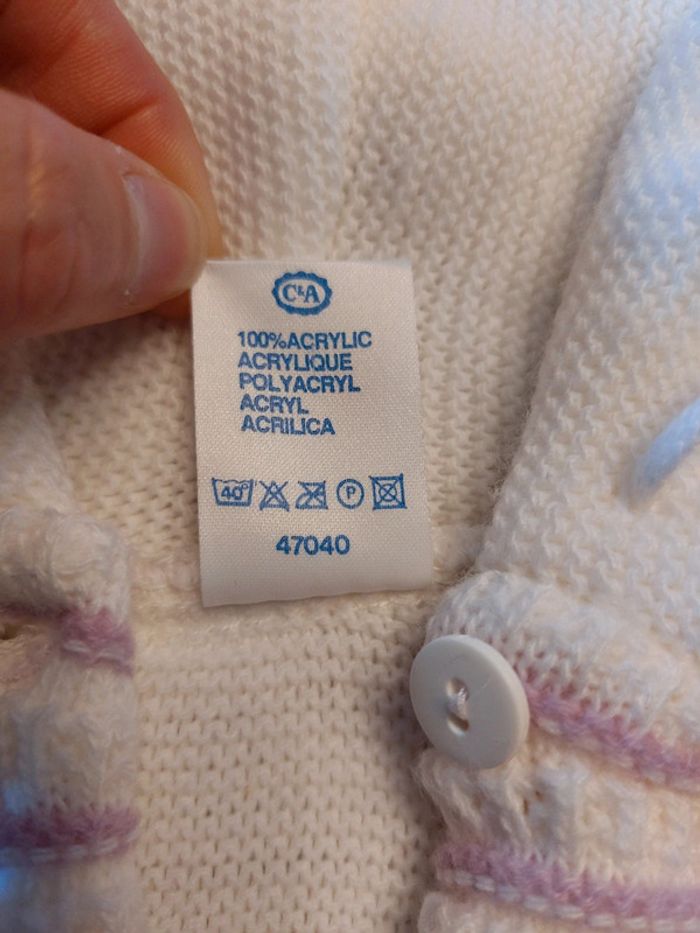 C&A
100%ACRYLIC
ACRYLIQUE
POLYACRYL
ACRYL
ACRILICA
40° P
47040